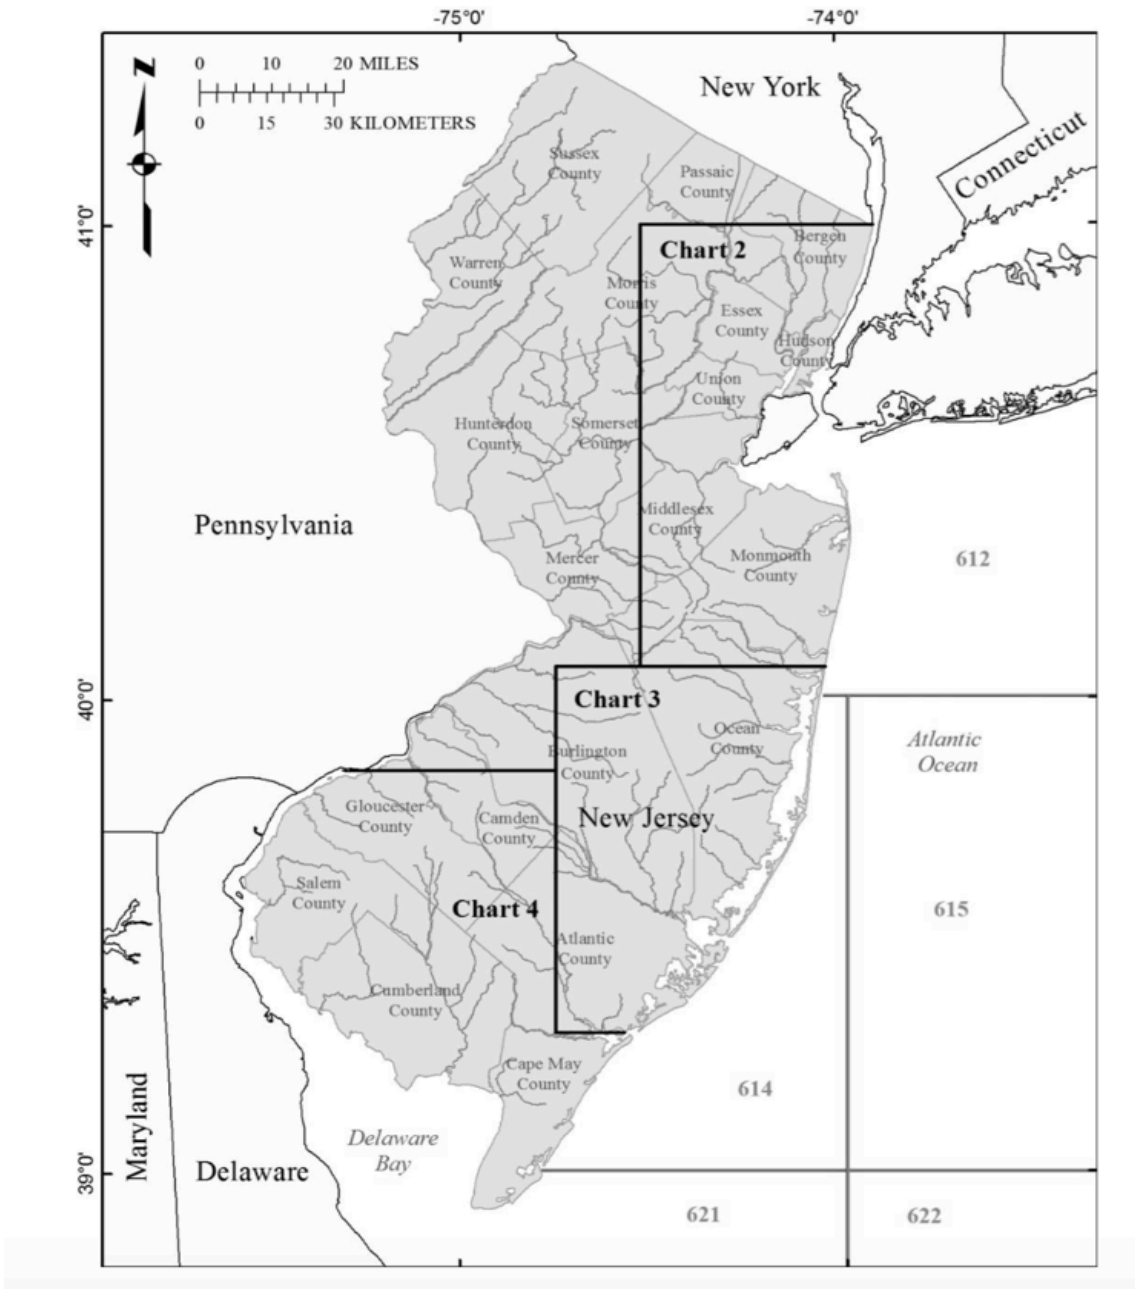 -75°0'
-74°0'
N
0 10 20 MILES
0 15 30 KILOMETERS
New York
Connecticut
Sussex
County
Passaic
County
41°0'
Chart 2
Bergen
County
Warren
County
Morris
County
Essex
County
Hudson
County
Union
County
Hunterdon
County
Somerset
County
Pennsylvania
Middlesex
County
Mercer
County
Monmouth
County
612
40°0'
Chart 3
Ocean
County
Atlantic
Ocean
Burlington
County
Gloucester
County
Camden
County
New Jersey
Salem
County
Chart 4
615
Atlantic
County
Cumberland
County
Cape May
County
614
Maryland
Delaware
Bay
39°0'
Delaware
621
622